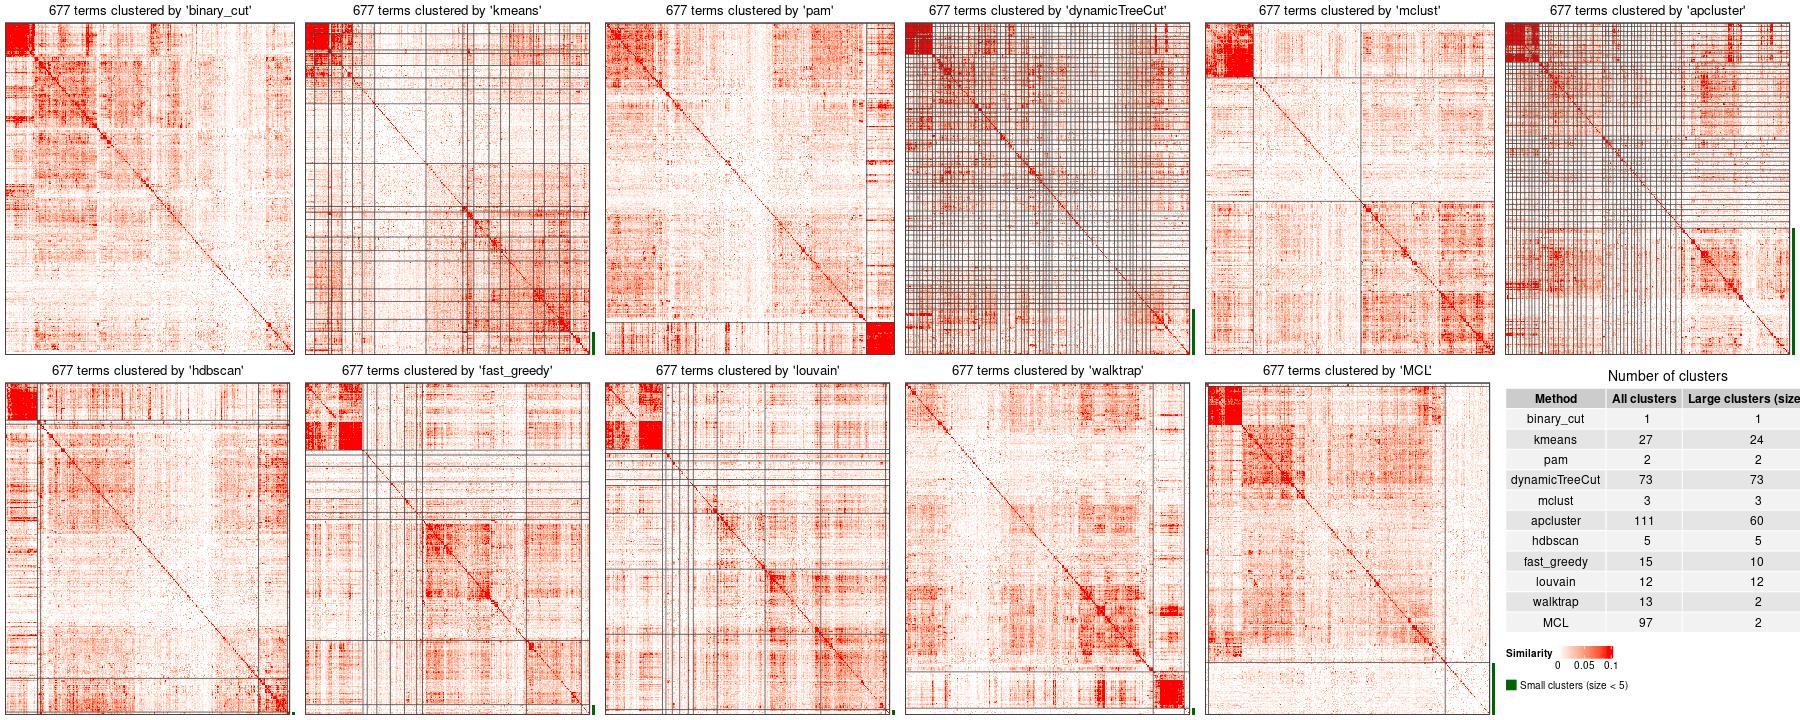 677 terms clustered by 'binary_cut'
677 terms clustered by 'kmeans'
677 terms clustered by 'pam'
677 terms clustered by 'dynamicTreeCut'
677 terms clustered by 'mclust'
677 terms clustered by 'apcluster'
677 terms clustered by 'hdbscan'
677 terms clustered by 'fast_greedy'
677 terms clustered by 'louvain'
677 terms clustered by 'walktrap'
677 terms clustered by 'MCL'
Number of clusters
Method All clusters Large clusters (size
binary_cut 1 1
kmeans 27 24
pam 2 2
dynamicTreeCut 73 73
mclust 3 3
apcluster 111 60
hdbscan 5 5
fast_greedy 15 10
louvain 12 12
walktrap 13 2
MCL 97 2
Similarity
0 0.05 0.1
Small clusters (size < 5)